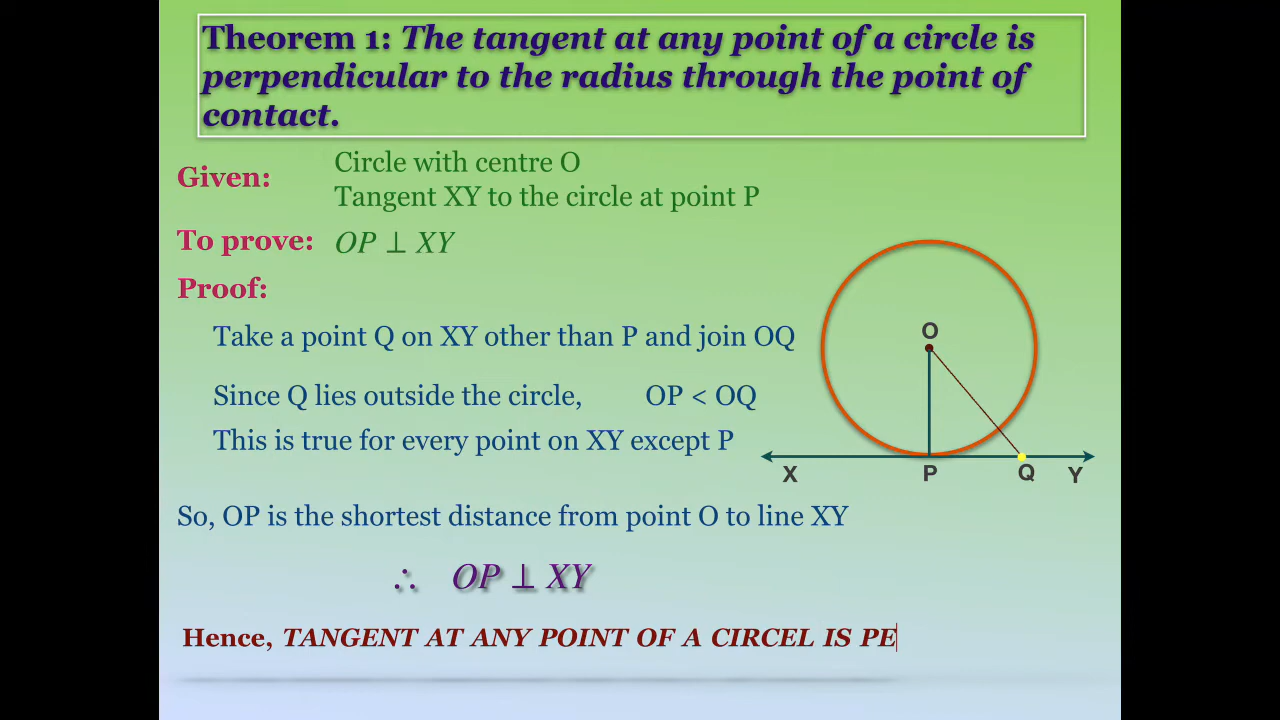 Theorem 1: The tangent at any point of a circle is
perpendicular to the radius through the point of
contact.
Given:
Circle with centre O
Tangent XY to the circle at point P
To prove: OP ⊥ XY
Proof:
Take a point Q on XY other than P and join OQ
Since Q lies outside the circle, OP < OQ
This is true for every point on XY except P
O
X P Q Y
So, OP is the shortest distance from point O to line XY
∴ OP ⊥ XY
Hence, TANGENT AT ANY POINT OF A CIRCEL IS PE